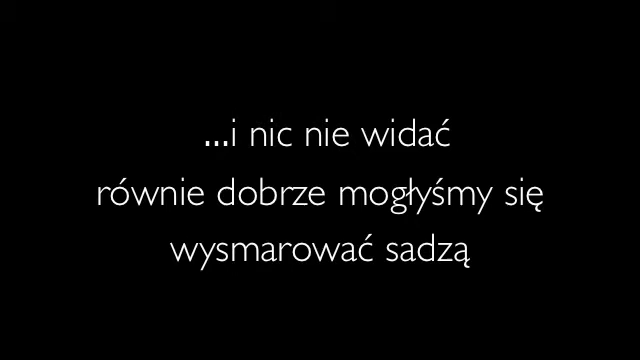 ...i nic nie widać
równie dobrze mogłyśmy się
wysmarować sadzą